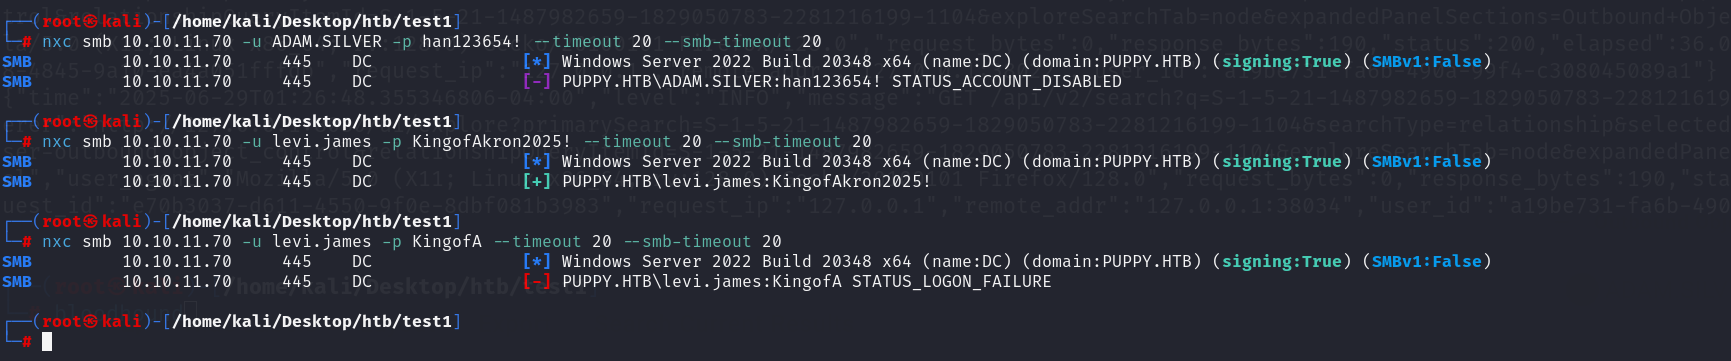 ┌──(root㉿kali)-[/home/kali/Desktop/htb/test1]
└─# nxc smb 10.10.11.70 -u ADAM.SILVER -p han123654! --timeout 20 --smb-timeout 20
SMB 10.10.11.70 445 DC [*] Windows Server 2022 Build 20348 x64 (name:DC) (domain:PUPPY.HTB) (signing:True) (SMBv1:False)
SMB 10.10.11.70 445 DC [-] PUPPY.HTB\ADAM.SILVER:han123654! STATUS_ACCOUNT_DISABLED
┌──(root㉿kali)-[/home/kali/Desktop/htb/test1]
└─# nxc smb 10.10.11.70 -u levi.james -p KingofAkron2025! --timeout 20 --smb-timeout 20
SMB 10.10.11.70 445 DC [*] Windows Server 2022 Build 20348 x64 (name:DC) (domain:PUPPY.HTB) (signing:True) (SMBv1:False)
SMB 10.10.11.70 445 DC [+] PUPPY.HTB\levi.james:KingofAkron2025!
┌──(root㉿kali)-[/home/kali/Desktop/htb/test1]
└─# nxc smb 10.10.11.70 -u levi.james -p KingofA --timeout 20 --smb-timeout 20
SMB 10.10.11.70 445 DC [*] Windows Server 2022 Build 20348 x64 (name:DC) (domain:PUPPY.HTB) (signing:True) (SMBv1:False)
SMB 10.10.11.70 445 DC [-] PUPPY.HTB\levi.james:KingofA STATUS_LOGON_FAILURE
┌──(root㉿kali)-[/home/kali/Desktop/htb/test1]
└─#